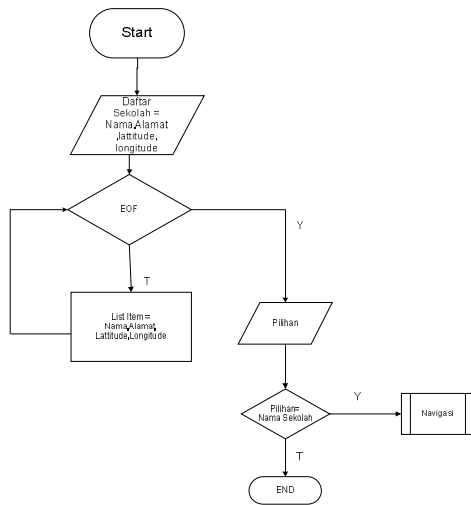 Start
Daftar
Sekolah =
Nama,Alamat
,lattitude,
longitude
EOF
Y
T
List Item =
Nama,Alamat,
Lattitude,Longitude
Pilihan
Pilihan=
Nama Sekolah
Y
Navigasi
T
END